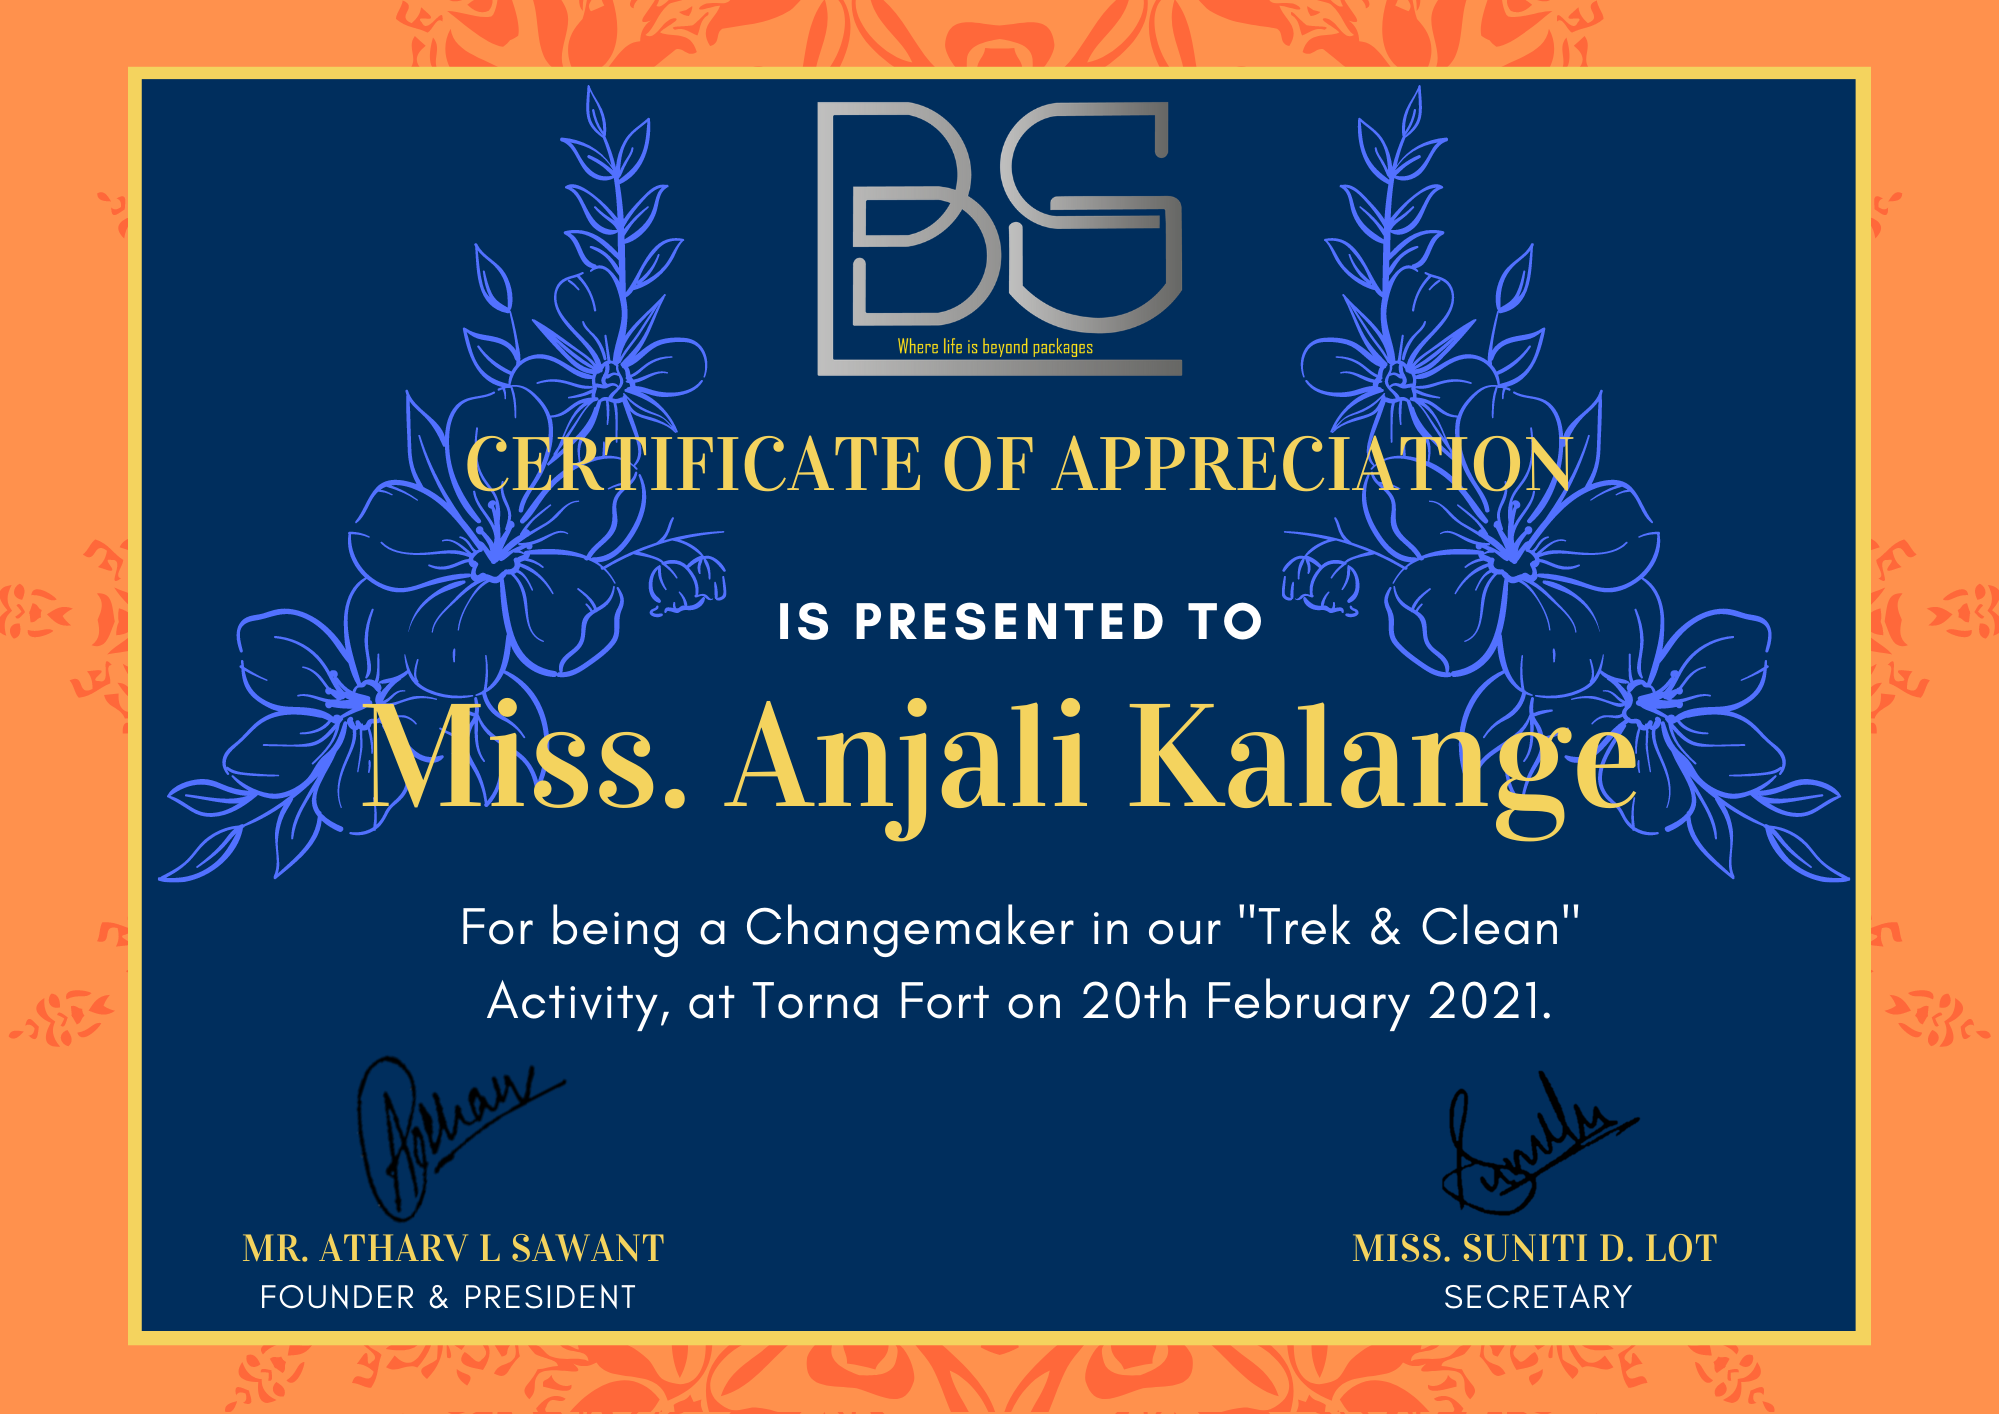 BS
Where life is beyond packages
CERTIFICATE OF APPRECIATION
IS PRESENTED TO
Miss. Anjali Kalange
For being a Changemaker in our "Trek & Clean"
Activity, at Torna Fort on 20th February 2021.
MR. ATHARV L SAWANT
FOUNDER & PRESIDENT
MISS. SUNITI D. LOT
SECRETARY